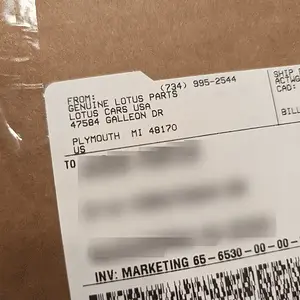 FROM: (734) 995-2544
GENUINE LOTUS PARTS
LOTUS CARS USA
47584 GALLEON DR
PLYMOUTH MI 48170
US
SHIP
ACTWG
CAD:
BILL
TO
INV: MARKETING 65-6530-00-00-